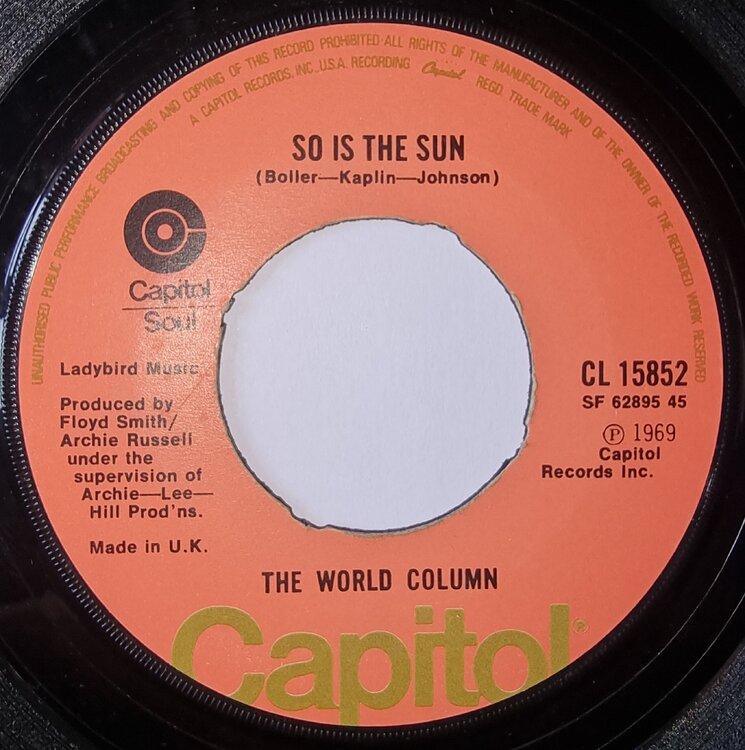 UNAUTHORISED PUBLIC PERFORMANCE BROADCASTING AND COPYING OF THIS RECORD PROHIBITED·ALL RIGHTS OF THE MANUFACTURER AND OF THE OWNER OF THE RECORDED WORK RESERVED
A CAPITOL RECORDS, INC., U.S.A. RECORDING Capitol REGD. TRADE MARK
SO IS THE SUN
(Boller—Kaplin—Johnson)
Capitol
Soul
Ladybird Music
Produced by
Floyd Smith/
Archie Russell
under the
supervision of
Archie—Lee—
Hill Prod'ns.
Made in U.K.
CL 15852
SF 62895 45
Ⓟ 1969
Capitol
Records Inc.
THE WORLD COLUMN
Capitol®